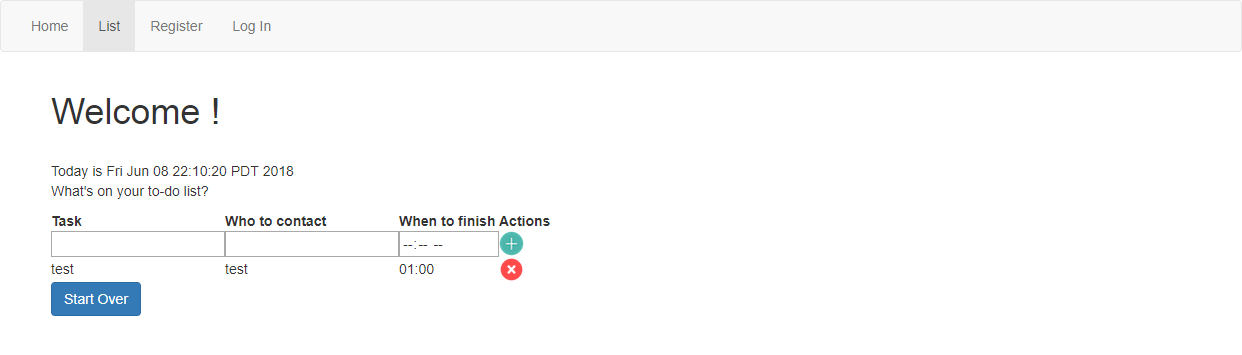 Home List Register Log In
Welcome !
Today is Fri Jun 08 22:10:20 PDT 2018
What's on your to-do list?
Task Who to contact When to finish Actions
--:-- --
test test 01:00
Start Over